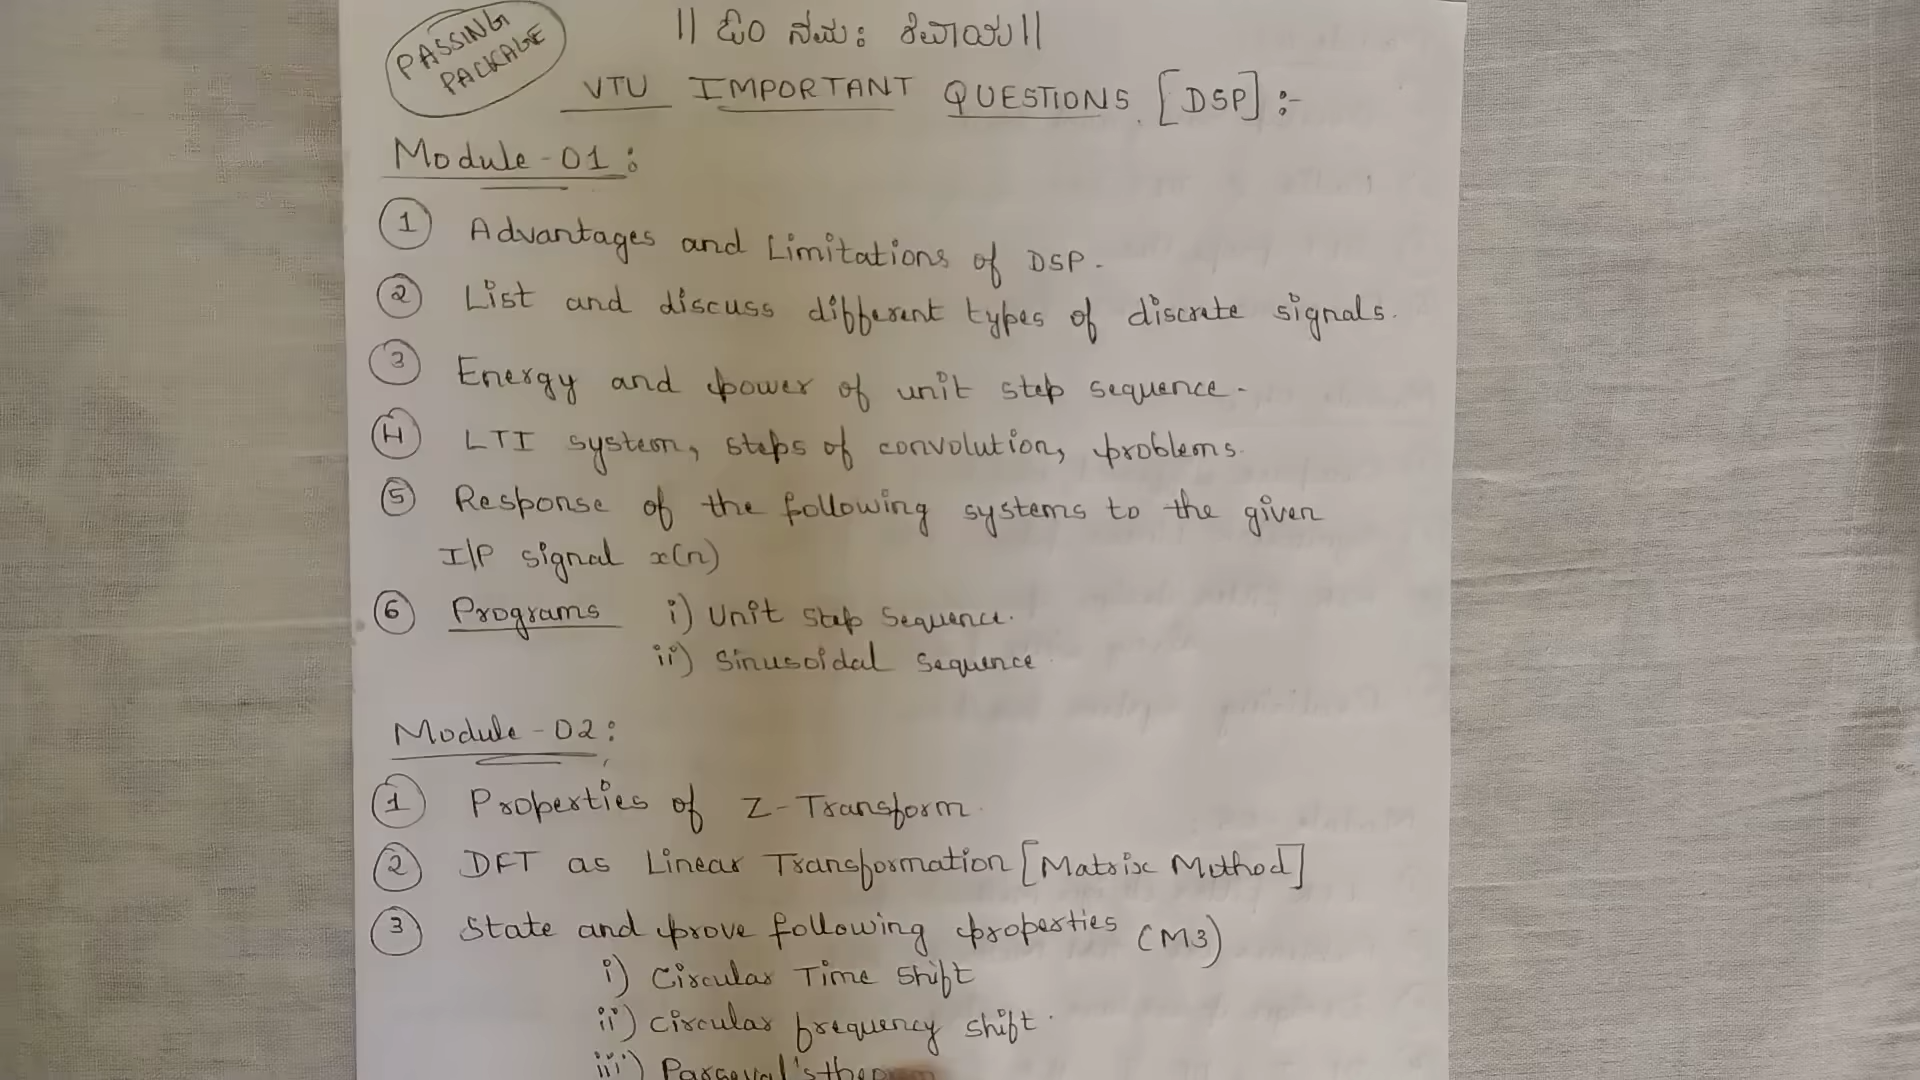 PASSING
PACKAGE
|| ಓಂ ನಮಃ ಶಿವಾಯ ||
VTU IMPORTANT QUESTIONS [DSP] :-
Module-01 :
1 Advantages and Limitations of DSP.
2 List and discuss different types of discrete signals.
3 Energy and power of unit step sequence.
4 LTI system, steps of convolution, problems.
5 Response of the following systems to the given
I/P signal x(n)
6 Programs i) Unit step sequence.
ii) Sinusoidal sequence
Module-02 :
1 Properties of Z-Transform
2 DFT as Linear Transformation [Matrix Method]
3 State and prove following properties (M3)
i) Circular Time shift
ii) circular frequency shift.
iii) Parseval's theorem